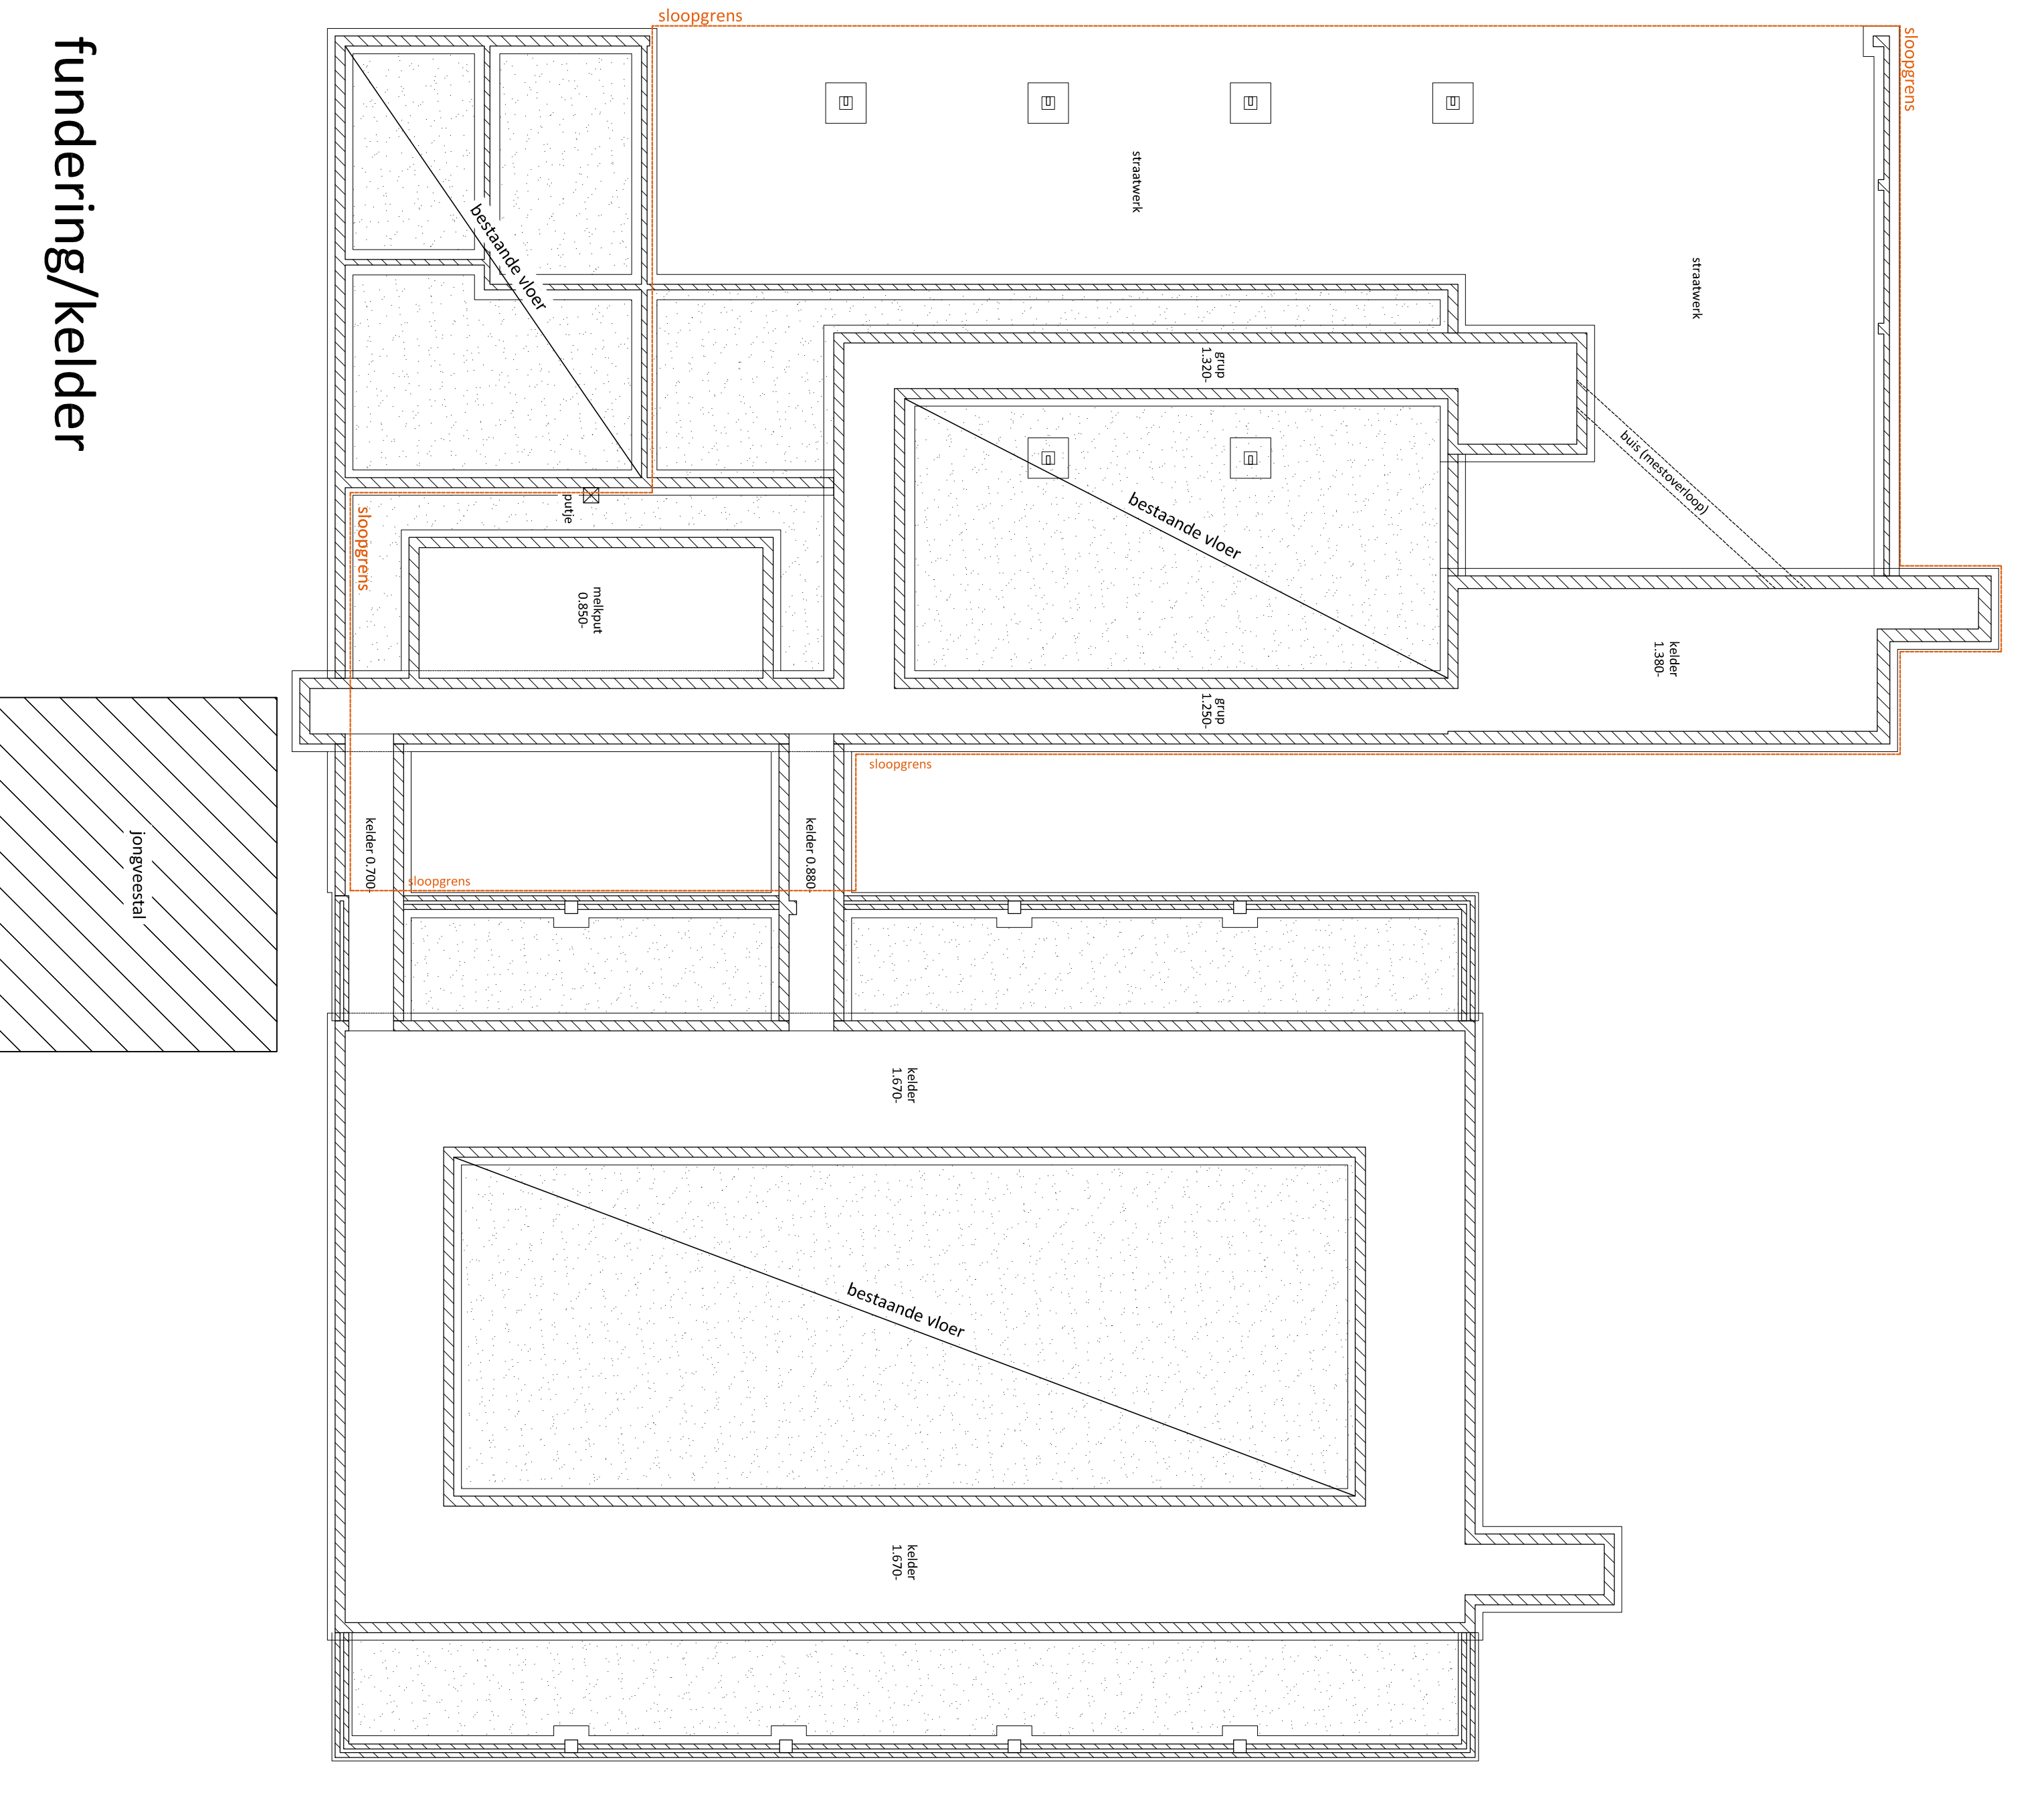 fundering/kelder
sloopgrens
sloopgrens
straatwerk
straatwerk
bestaande vloer
grup
1.320-
bestaande vloer
buis (mestoverloop)
putje
sloopgrens
melkput
0.850-
kelder
1.380-
grup
1.250-
sloopgrens
kelder 0.700-
kelder 0.880-
sloopgrens
jongveestal
kelder
1.670-
bestaande vloer
kelder
1.670-